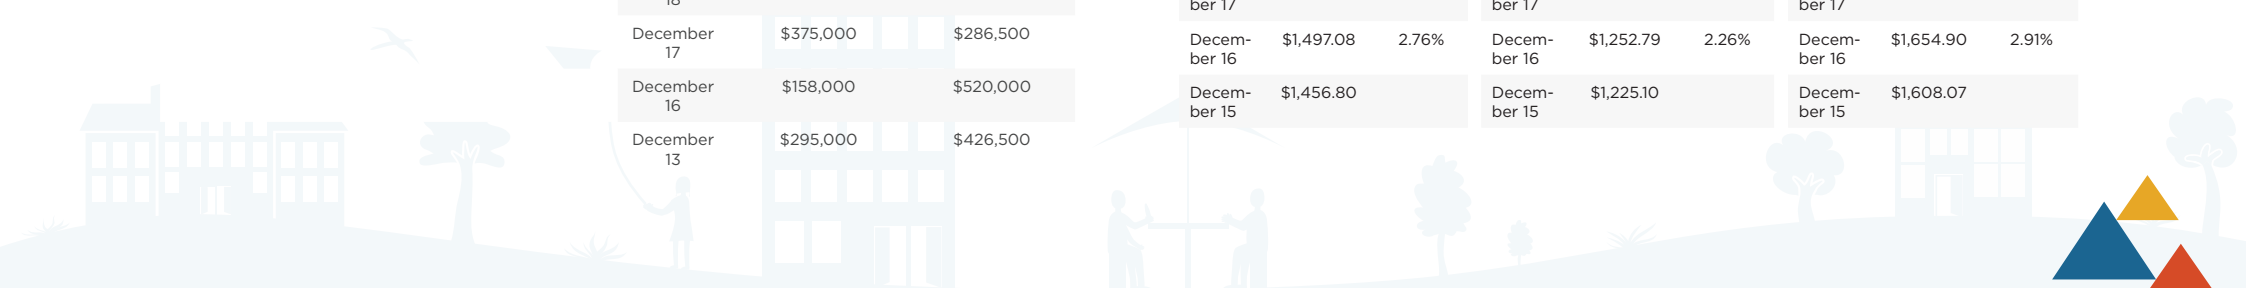 18
December $375,000 $286,500
17
December $158,000 $520,000
16
December $295,000 $426,500
13
ber 17
Decem- $1,497.08 2.76%
ber 16
Decem- $1,456.80
ber 15
ber 17
Decem- $1,252.79 2.26%
ber 16
Decem- $1,225.10
ber 15
ber 17
Decem- $1,654.90 2.91%
ber 16
Decem- $1,608.07
ber 15